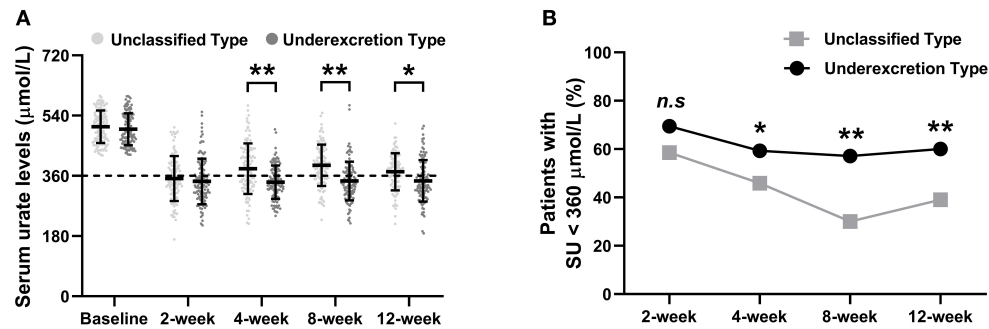 A
Unclassified Type
Underexcretion Type
Serum urate levels (μmol/L)
720
540
360
180
0
**
**
*
Baseline
2-week
4-week
8-week
12-week
B
Unclassified Type
Underexcretion Type
Patients with
SU < 360 μmol/L (%)
100
80
60
40
20
0
n.s
*
**
**
2-week
4-week
8-week
12-week